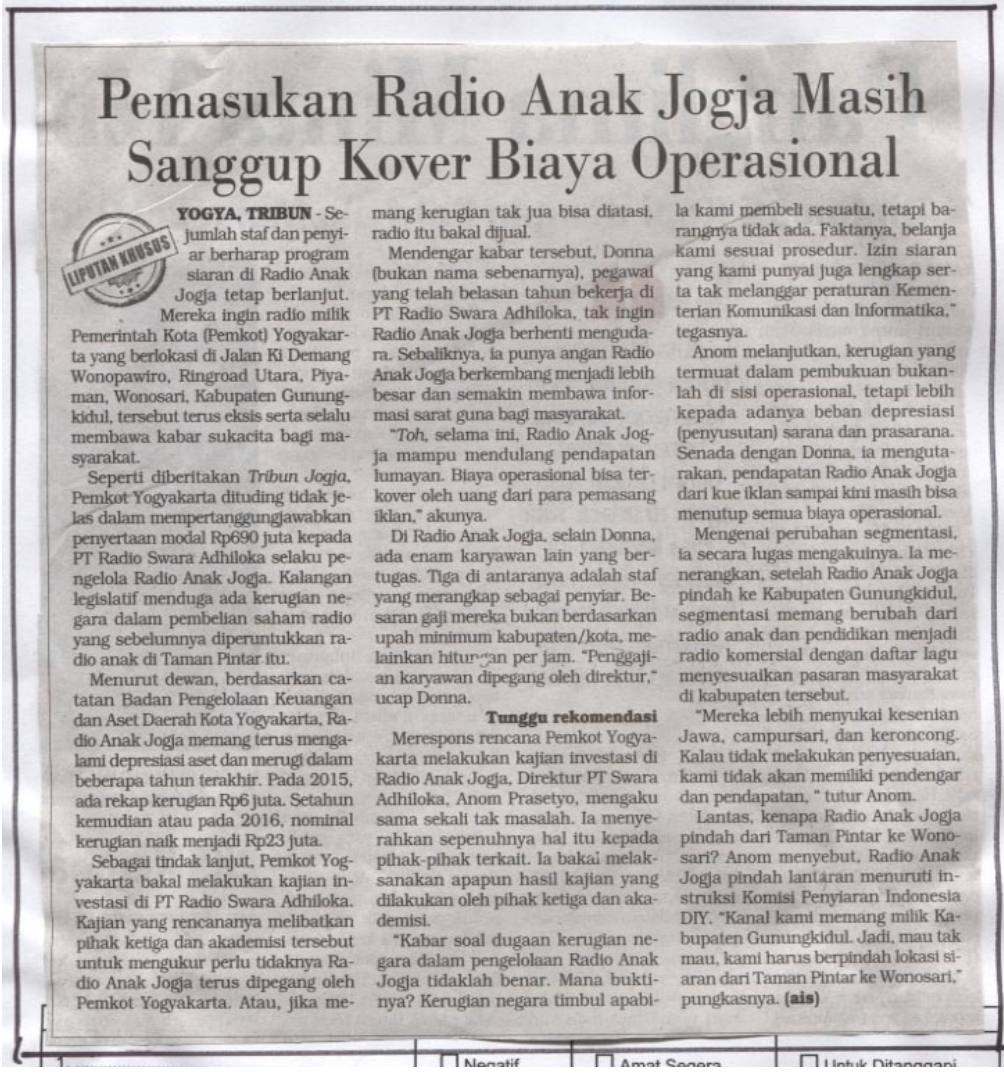 Pemasukan Radio Anak Jogja Masih
Sanggup Kover Biaya Operasional
LIPUTAN KHUSUS
YOGYA, TRIBUN - Se-
jumlah staf dan penyi-
ar berharap program
siaran di Radio Anak
Jogja tetap berlanjut.
Mereka ingin radio milik
Pemerintah Kota (Pemkot) Yogyakar-
ta yang berlokasi di Jalan Ki Demang
Wonopawiro, Ringroad Utara, Piya-
man, Wonosari, Kabupaten Gunung-
kidul, tersebut terus eksis serta selalu
membawa kabar sukacita bagi ma-
syarakat.
Seperti diberitakan Tribun Jogja,
Pemkot Yogyakarta dituding tidak je-
las dalam mempertanggungjawabkan
penyertaan modal Rp690 juta kepada
PT Radio Swara Adhiloka selaku pe-
ngelola Radio Anak Jogja. Kalangan
legislatif menduga ada kerugian ne-
gara dalam pembelian saham radio
yang sebelumnya diperuntukkan ra-
dio anak di Taman Pintar itu.
Menurut dewan, berdasarkan ca-
tatan Badan Pengelolaan Keuangan
dan Aset Daerah Kota Yogyakarta, Ra-
dio Anak Jogja memang terus menga-
lami depresiasi aset dan merugi dalam
beberapa tahun terakhir. Pada 2015,
ada rekap kerugian Rp6 juta. Setahun
kemudian atau pada 2016, nominal
kerugian naik menjadi Rp23 juta.
Sebagai tindak lanjut, Pemkot Yog-
yakarta bakal melakukan kajian in-
vestasi di PT Radio Swara Adhiloka.
Kajian yang rencananya melibatkan
pihak ketiga dan akademisi tersebut
untuk mengukur perlu tidaknya Ra-
dio Anak Jogja terus dipegang oleh
Pemkot Yogyakarta. Atau, jika me-
mang kerugian tak jua bisa diatasi,
radio itu bakal dijual.
Mendengar kabar tersebut, Donna
(bukan nama sebenarnya), pegawai
yang telah belasan tahun bekerja di
PT Radio Swara Adhiloka, tak ingin
Radio Anak Jogja berhenti mengudа-
ra. Sebaliknya, ia punya angan Radio
Anak Jogja berkembang menjadi lebih
besar dan semakin membawa infor-
masi sarat guna bagi masyarakat.
"Toh, selama ini, Radio Anak Jog-
ja mampu mendulang pendapatan
lumayan. Biaya operasional bisa ter-
kover oleh uang dari para pemasang
iklan," akunya.
Di Radio Anak Jogja, selain Donna,
ada enam karyawan lain yang ber-
tugas. Tiga di antaranya adalah staf
yang merangkap sebagai penyiar. Be-
saran gaji mereka bukan berdasarkan
upah minimum kabupaten/kota, me-
lainkan hitungan per jam. "Penggaji-
an karyawan dipegang oleh direktur,"
ucap Donna.
Tunggu rekomendasi
Merespons rencana Pemkot Yogya-
karta melakukan kajian investasi di
Radio Anak Jogja, Direktur PT Swara
Adhiloka, Anom Prasetyo, mengaku
sama sekali tak masalah. Ia menye-
rahkan sepenuhnya hal itu kepada
pihak-pihak terkait. Ia bakal melak-
sanakan apapun hasil kajian yang
dilakukan oleh pihak ketiga dan aka-
demisi.
"Kabar soal dugaan kerugian ne-
gara dalam pengelolaan Radio Anak
Jogja tidaklah benar. Mana bukti-
nya? Kerugian negara timbul apabi-
la kami membeli sesuatu, tetapi ba-
rangnya tidak ada. Faktanya, belanja
kami sesuai prosedur. Izin siaran
yang kami punyai juga lengkap ser-
ta tak melanggar peraturan Kemen-
terian Komunikasi dan Informatika,"
tegasnya.
Anom melanjutkan, kerugian yang
termuat dalam pembukuan bukan-
lah di sisi operasional, tetapi lebih
kepada adanya beban depresiasi
(penyusutan) sarana dan prasarana.
Senada dengan Donna, ia menguta-
rakan, pendapatan Radio Anak Jogja
dari kue iklan sampai kini masih bisa
menutup semua biaya operasional.
Mengenai perubahan segmentasi,
ia secara lugas mengakuinya. Ia me-
nerangkan, setelah Radio Anak Jogja
pindah ke Kabupaten Gunungkidul,
segmentasi memang berubah dari
radio anak dan pendidikan menjadi
radio komersial dengan daftar lagu
menyesuaikan pasaran masyarakat
di kabupaten tersebut.
"Mereka lebih menyukai kesenian
Jawa, campursari, dan keroncong.
Kalau tidak melakukan penyesuaian,
kami tidak akan memiliki pendengar
dan pendapatan, " tutur Anom.
Lantas, kenapa Radio Anak Jogja
pindah dari Taman Pintar ke Wono-
sari? Anom menyebut, Radio Anak
Jogja pindah lantaran menuruti in-
struksi Komisi Penyiaran Indonesia
DIY. "Kanal kami memang milik Ka-
bupaten Gunungkidul. Jadi, mau tak
mau, kami harus berpindah lokasi si-
aran dari Taman Pintar ke Wonosari,"
pungkasnya. (ais)
Negatif
Amat Segera
Untuk Ditanggapi